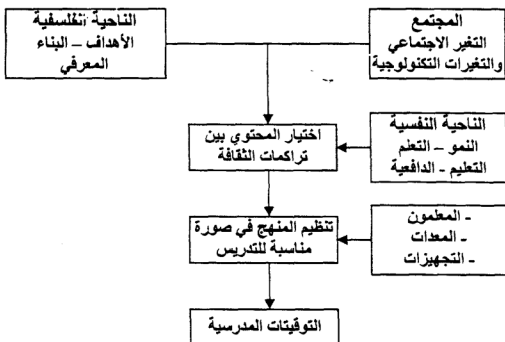 المجتمع
التغير الاجتماعي
والتغيرات التكنولوجية
الناحية الفلسفية
الأهداف – البناء
المعرفي
اختيار المحتوي بين
تراكمات الثقافة
الناحية النفسية
النمو – التعلم
التعليم - الدافعية
تنظيم المنهج في صورة
مناسبة للتدريس
- المعلمون
- المعدات
- التجهيزات
التوقيتات المدرسية